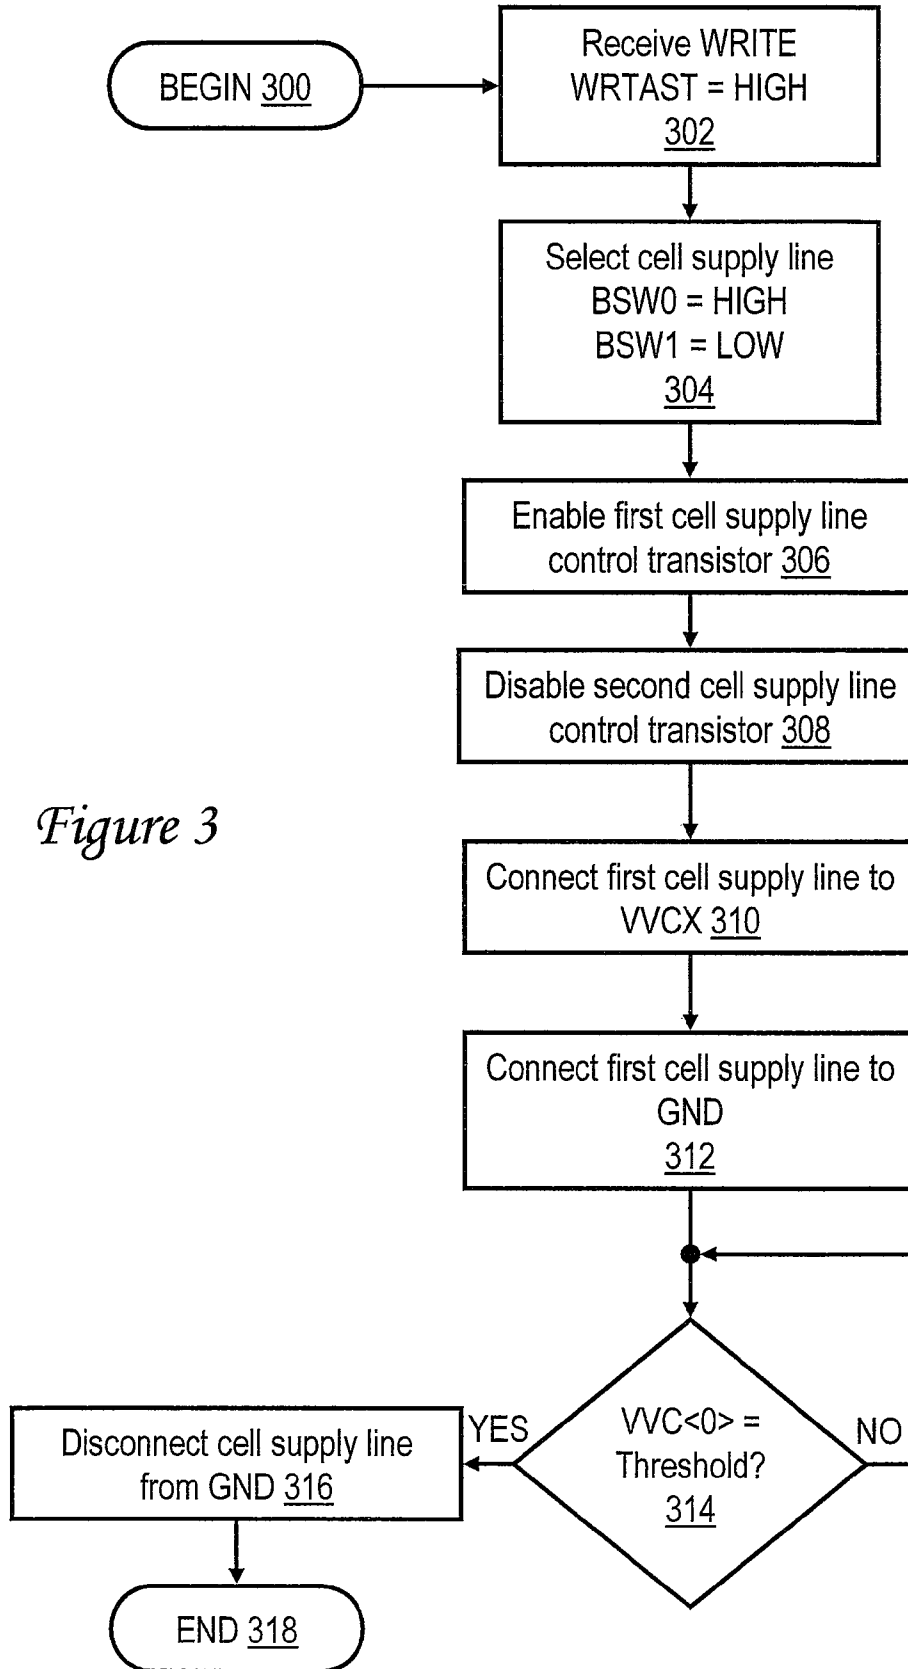 BEGIN 300
Receive WRITE
WRTAST = HIGH
302
Select cell supply line
BSW0 = HIGH
BSW1 = LOW
304
Enable first cell supply line
control transistor 306
Disable second cell supply line
control transistor 308
Figure 3
Connect first cell supply line to
VVCX 310
Connect first cell supply line to
GND
312
VVC<0> =
Threshold?
314
YES
NO
Disconnect cell supply line
from GND 316
END 318